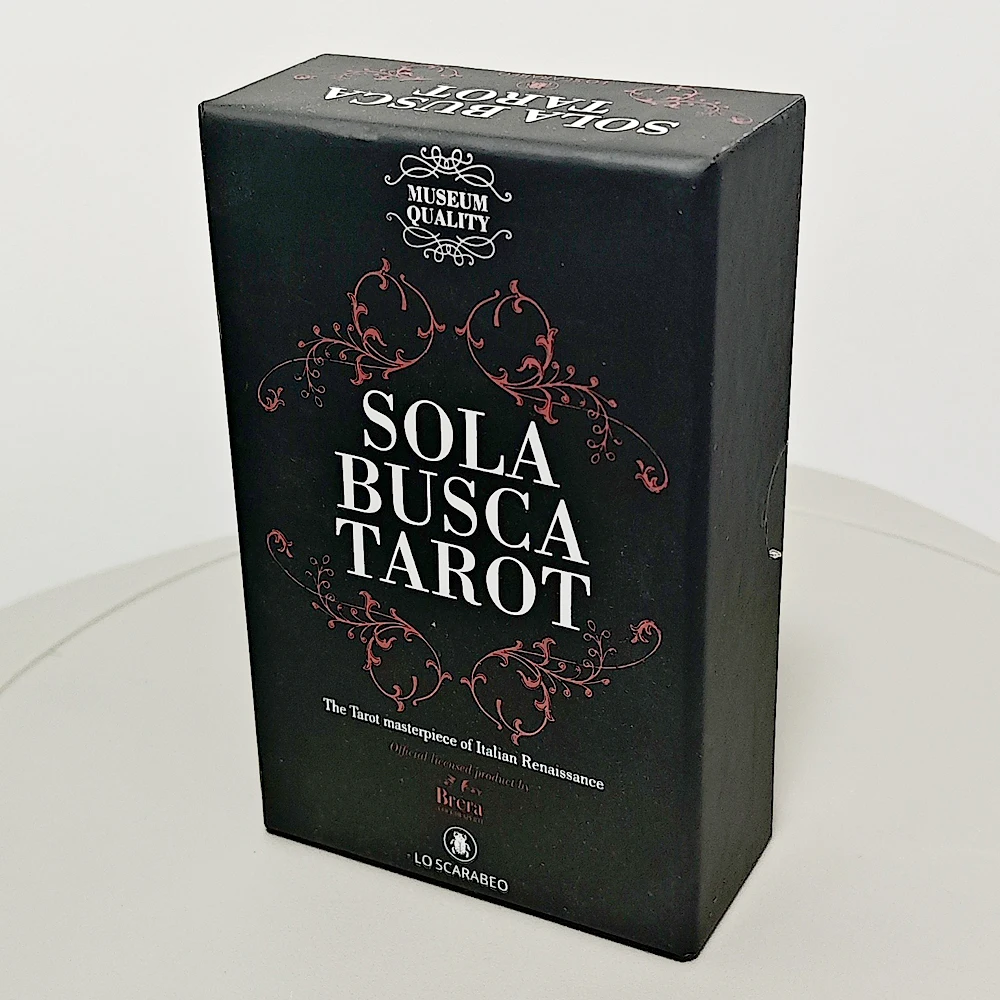 SOLA BUSCA
TAROT
MUSEUM
QUALITY
SOLA
BUSCA
TAROT
The Tarot masterpiece of Italian Renaissance
Official licensed product by
Brera
LO SCARABEO